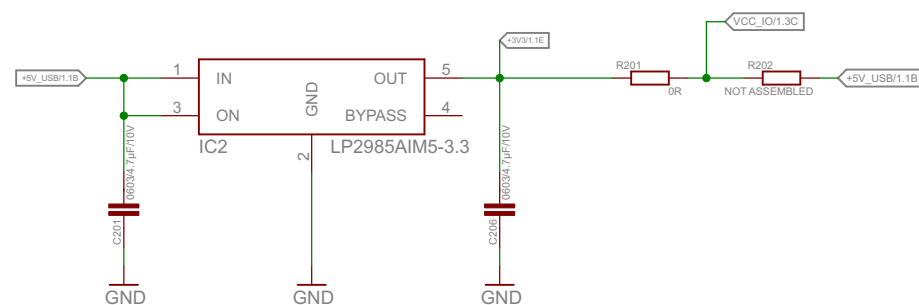 VCC_IO/1.3C
+3V3/1.1E
+5V_USB/1.1B
1
IN
OUT
5
R201
0R
R202
NOT ASSEMBLED
+5V_USB/1.1B
GND
3
ON
BYPASS
4
IC2
2
LP2985AIM5-3.3
0603/4.7µF/10V
C201
0603/4.7µF/10V
C206
GND
GND
GND